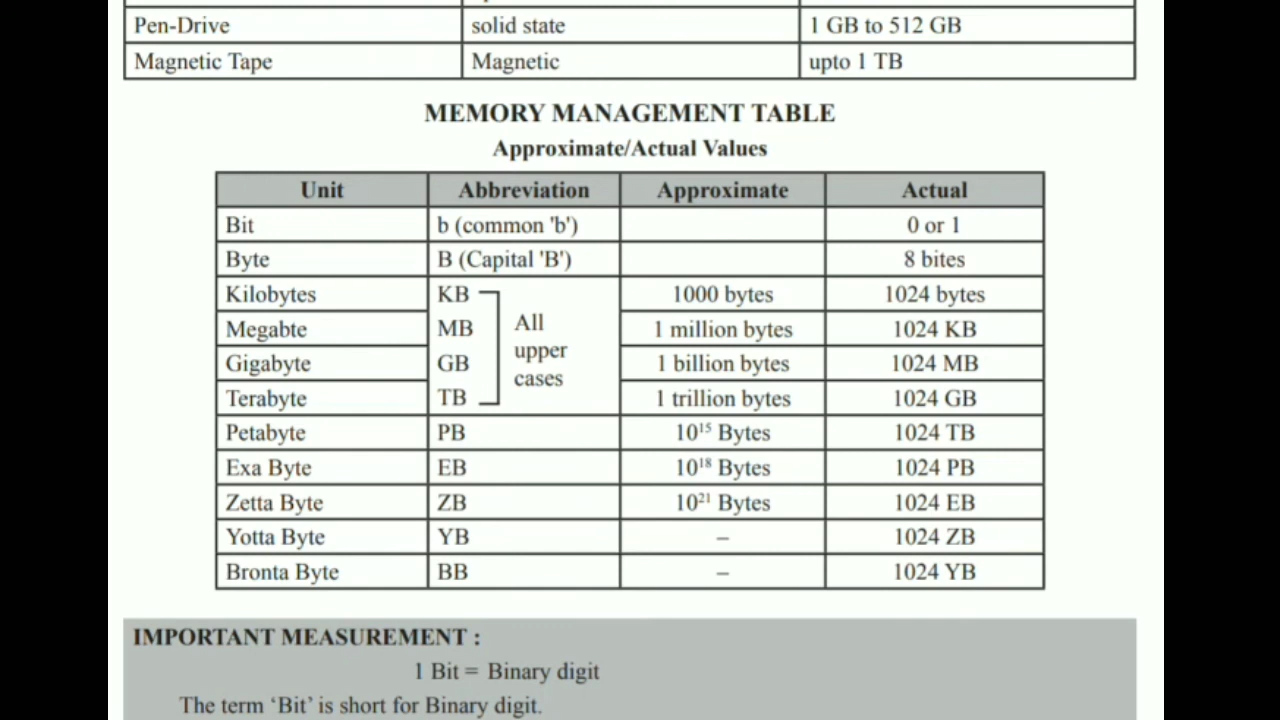 Pen-Drive solid state 1 GB to 512 GB
Magnetic Tape Magnetic upto 1 TB
MEMORY MANAGEMENT TABLE
Approximate/Actual Values
Unit Abbreviation Approximate Actual
Bit b (common 'b') 0 or 1
Byte B (Capital 'B') 8 bites
Kilobytes KB 1000 bytes 1024 bytes
Megabte MB 1 million bytes 1024 KB
Gigabyte GB 1 billion bytes 1024 MB
Terabyte TB 1 trillion bytes 1024 GB
All
upper
cases
Petabyte PB 10¹⁵ Bytes 1024 TB
Exa Byte EB 10¹⁸ Bytes 1024 PB
Zetta Byte ZB 10²¹ Bytes 1024 EB
Yotta Byte YB – 1024 ZB
Bronta Byte BB – 1024 YB
IMPORTANT MEASUREMENT :
1 Bit = Binary digit
The term ‘Bit’ is short for Binary digit.